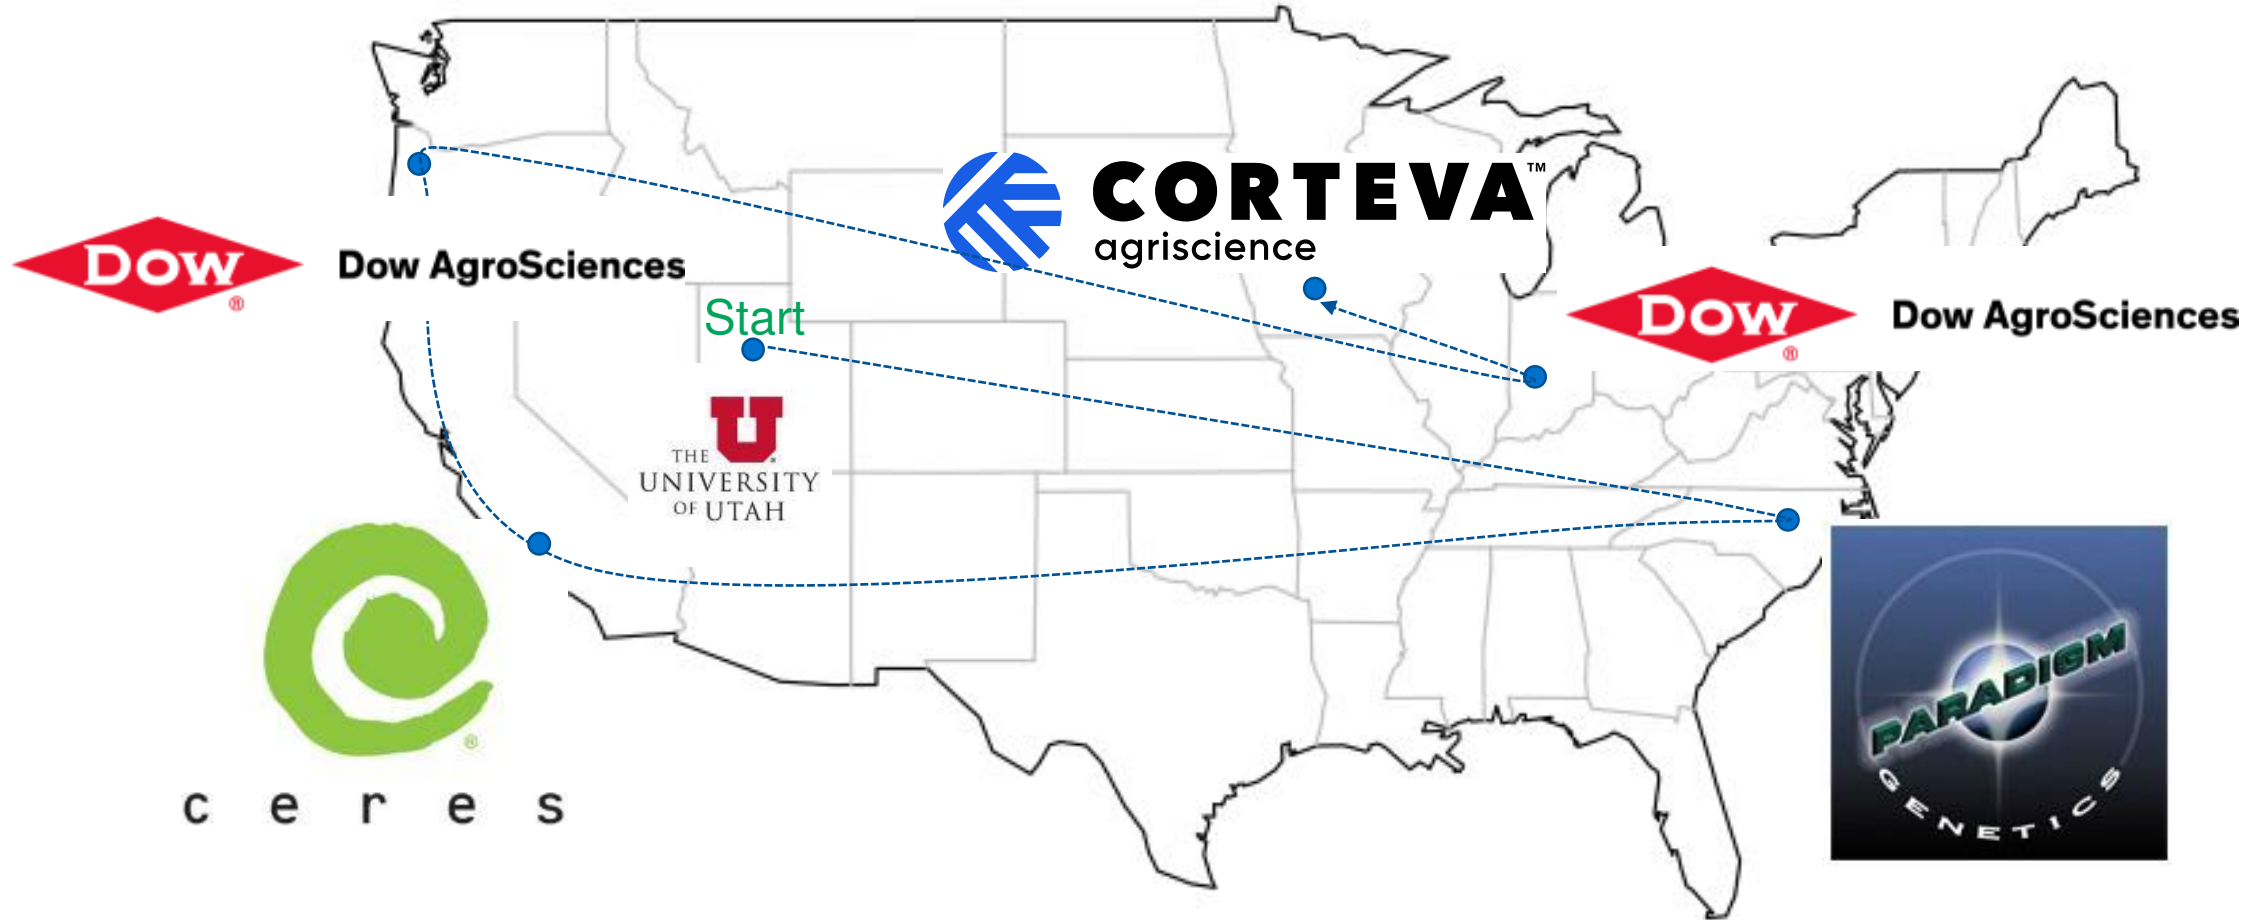 CORTEVA™
agriscience
DOW®
Dow AgroSciences
DOW®
Dow AgroSciences
Start
U
THE
UNIVERSITY
OF UTAH
ceres®
PARADIGM
GENETICS